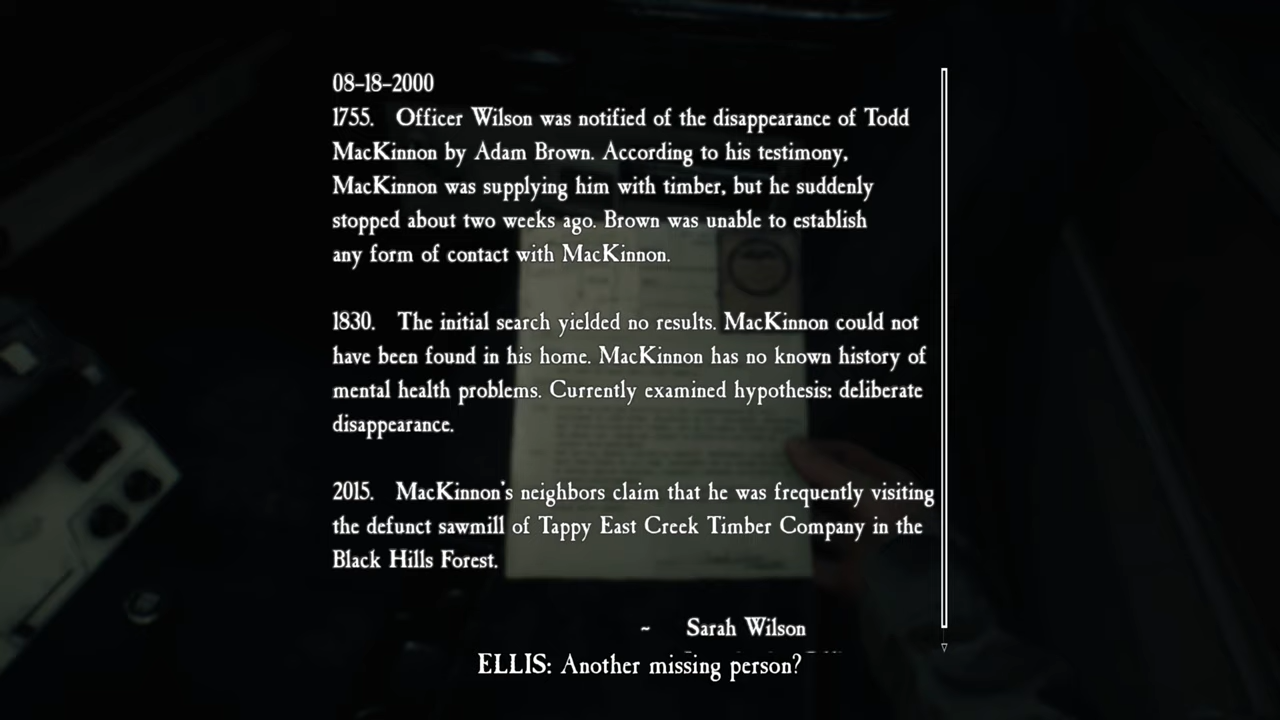 08-18-2000
1755. Officer Wilson was notified of the disappearance of Todd
MacKinnon by Adam Brown. According to his testimony,
MacKinnon was supplying him with timber, but he suddenly
stopped about two weeks ago. Brown was unable to establish
any form of contact with MacKinnon.
1830. The initial search yielded no results. MacKinnon could not
have been found in his home. MacKinnon has no known history of
mental health problems. Currently examined hypothesis: deliberate
disappearance.
2015. MacKinnon's neighbors claim that he was frequently visiting
the defunct sawmill of Tappy East Creek Timber Company in the
Black Hills Forest.
~ Sarah Wilson
ELLIS: Another missing person?